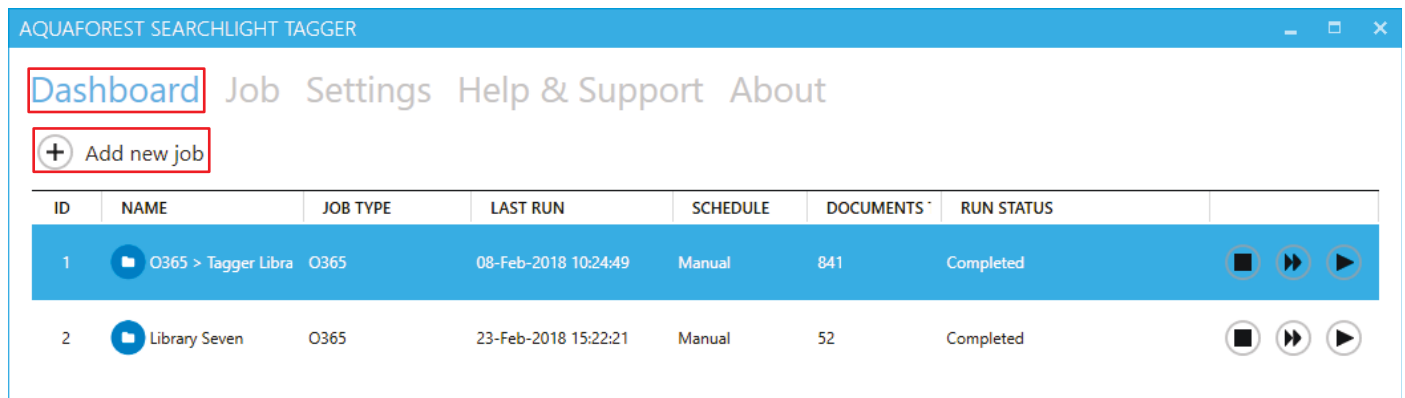 AQUAFOREST SEARCHLIGHT TAGGER
Dashboard Job Settings Help & Support About
Add new job
ID NAME JOB TYPE LAST RUN SCHEDULE DOCUMENTS RUN STATUS
1 O365 > Tagger Libra O365 08-Feb-2018 10:24:49 Manual 841 Completed
2 Library Seven O365 23-Feb-2018 15:22:21 Manual 52 Completed